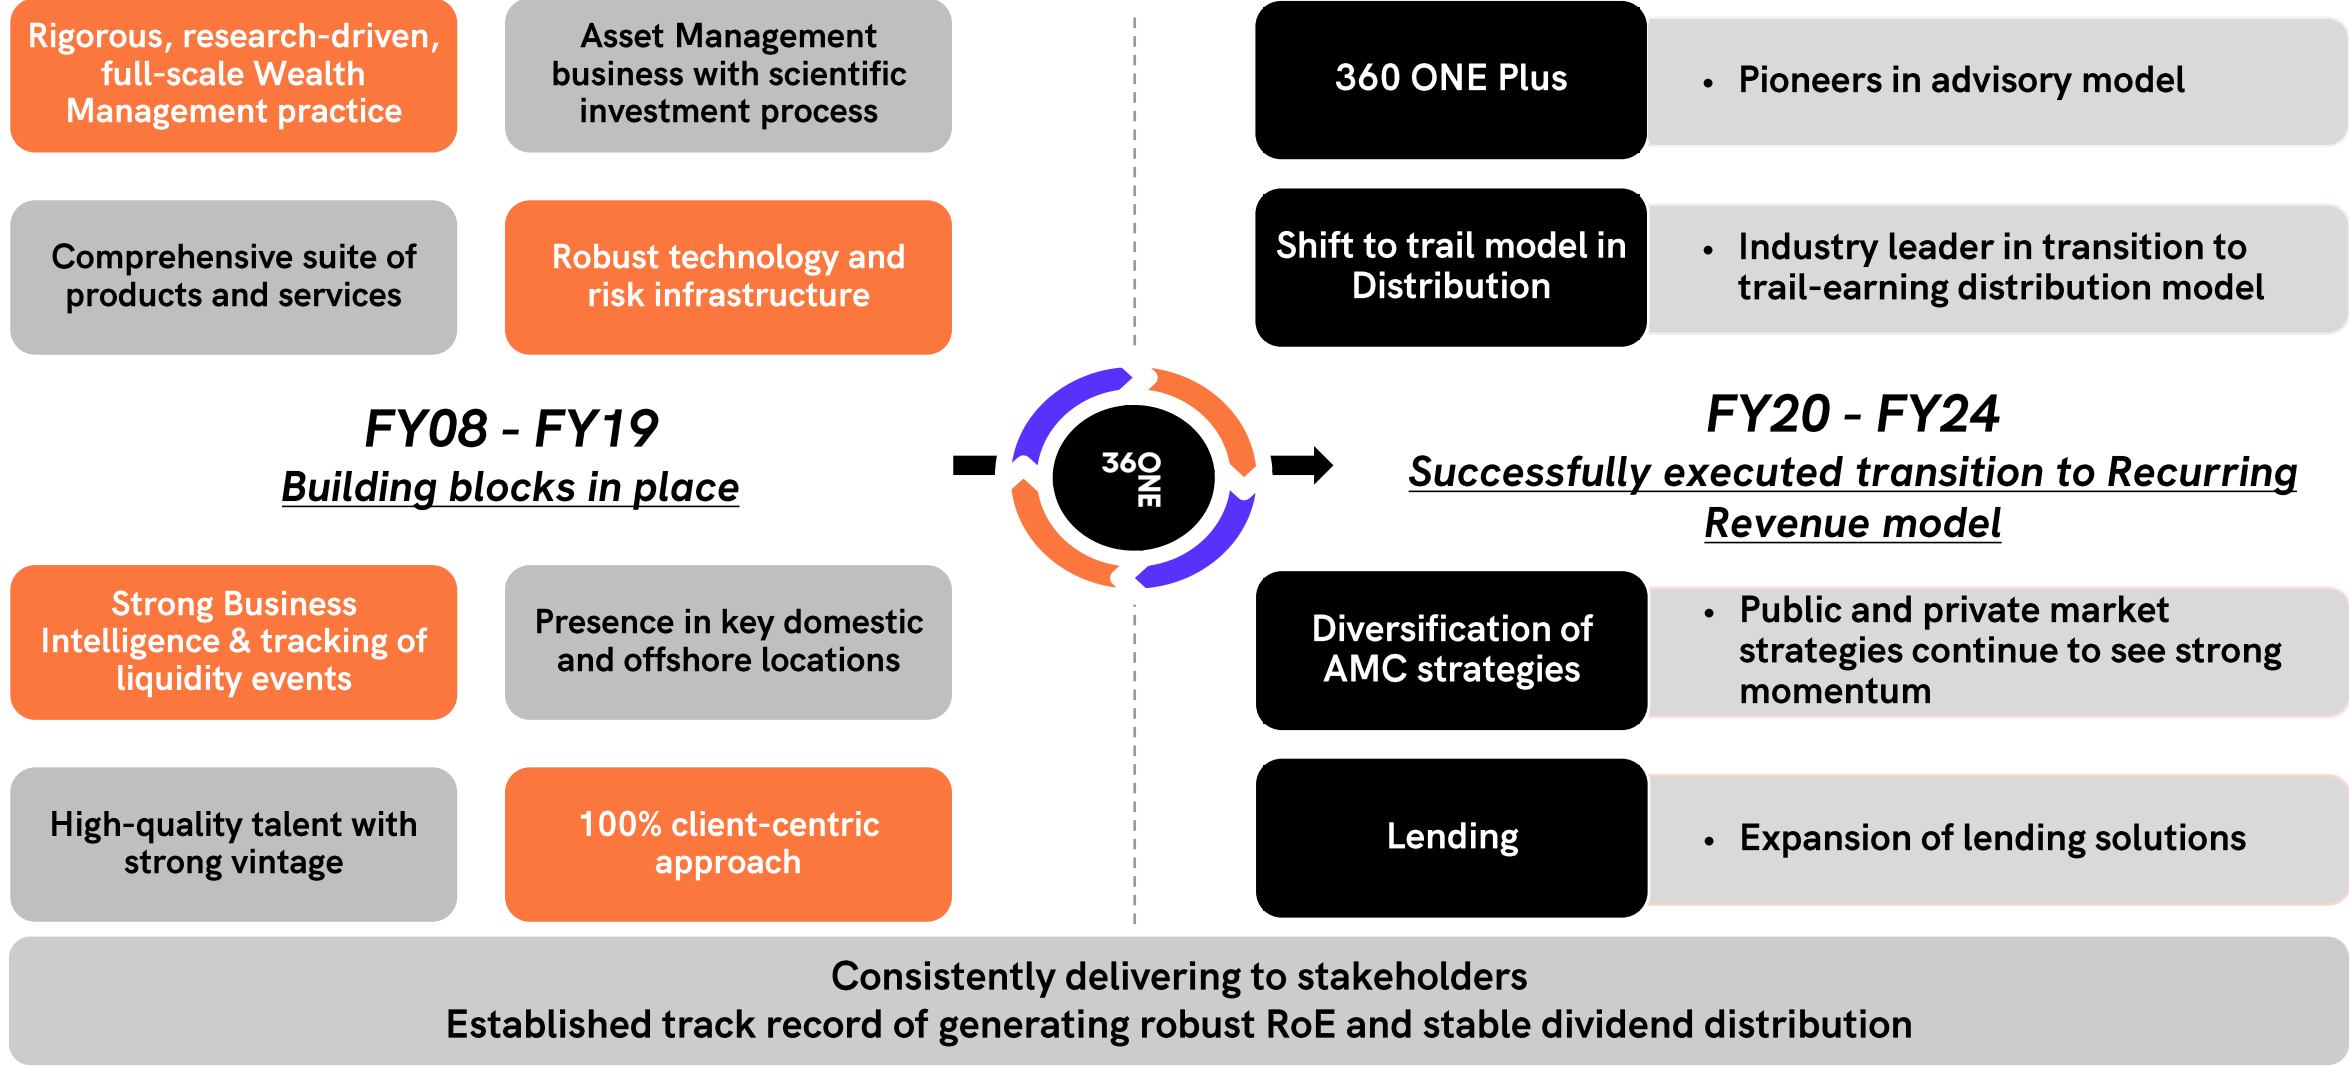 Rigorous, research-driven,
full-scale Wealth
Management practice
Asset Management
business with scientific
investment process
Comprehensive suite of
products and services
Robust technology and
risk infrastructure
FY08 - FY19
Building blocks in place
Strong Business
Intelligence & tracking of
liquidity events
Presence in key domestic
and offshore locations
High-quality talent with
strong vintage
100% client-centric
approach
36ONE
360 ONE Plus
• Pioneers in advisory model
Shift to trail model in
Distribution
• Industry leader in transition to
trail-earning distribution model
FY20 - FY24
Successfully executed transition to Recurring
Revenue model
Diversification of
AMC strategies
• Public and private market
strategies continue to see strong
momentum
Lending
• Expansion of lending solutions
Consistently delivering to stakeholders
Established track record of generating robust RoE and stable dividend distribution